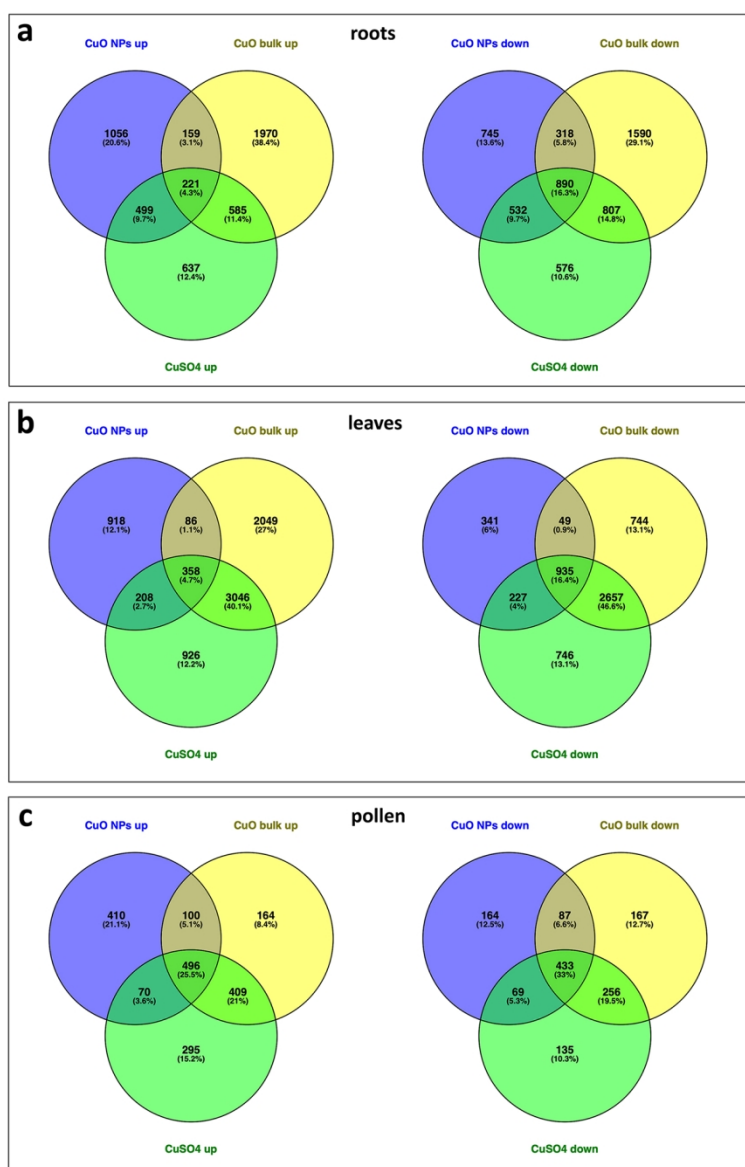 a roots
CuO NPs up CuO bulk up CuO NPs down CuO bulk down
1056 159 1970 745 318 1590
(20.6%) (3.1%) (38.4%) (13.6%) (5.8%) (29.1%)
221 890
(4.3%) (16.3%)
499 585 532 807
(9.7%) (11.4%) (9.7%) (14.8%)
637 576
(12.4%) (10.6%)
CuSO4 up CuSO4 down
b leaves
CuO NPs up CuO bulk up CuO NPs down CuO bulk down
918 86 2049 341 49 744
(12.1%) (1.1%) (27%) (6%) (0.9%) (13.1%)
358 935
(4.7%) (16.4%)
208 3046 227 2657
(2.7%) (40.1%) (4%) (46.6%)
926 746
(12.2%) (13.1%)
CuSO4 up CuSO4 down
c pollen
CuO NPs up CuO bulk up CuO NPs down CuO bulk down
410 100 164 164 87 167
(21.1%) (5.1%) (8.4%) (12.5%) (6.6%) (12.7%)
496 433
(25.5%) (33%)
70 409 69 256
(3.6%) (21%) (5.3%) (19.5%)
295 135
(15.2%) (10.3%)
CuSO4 up CuSO4 down